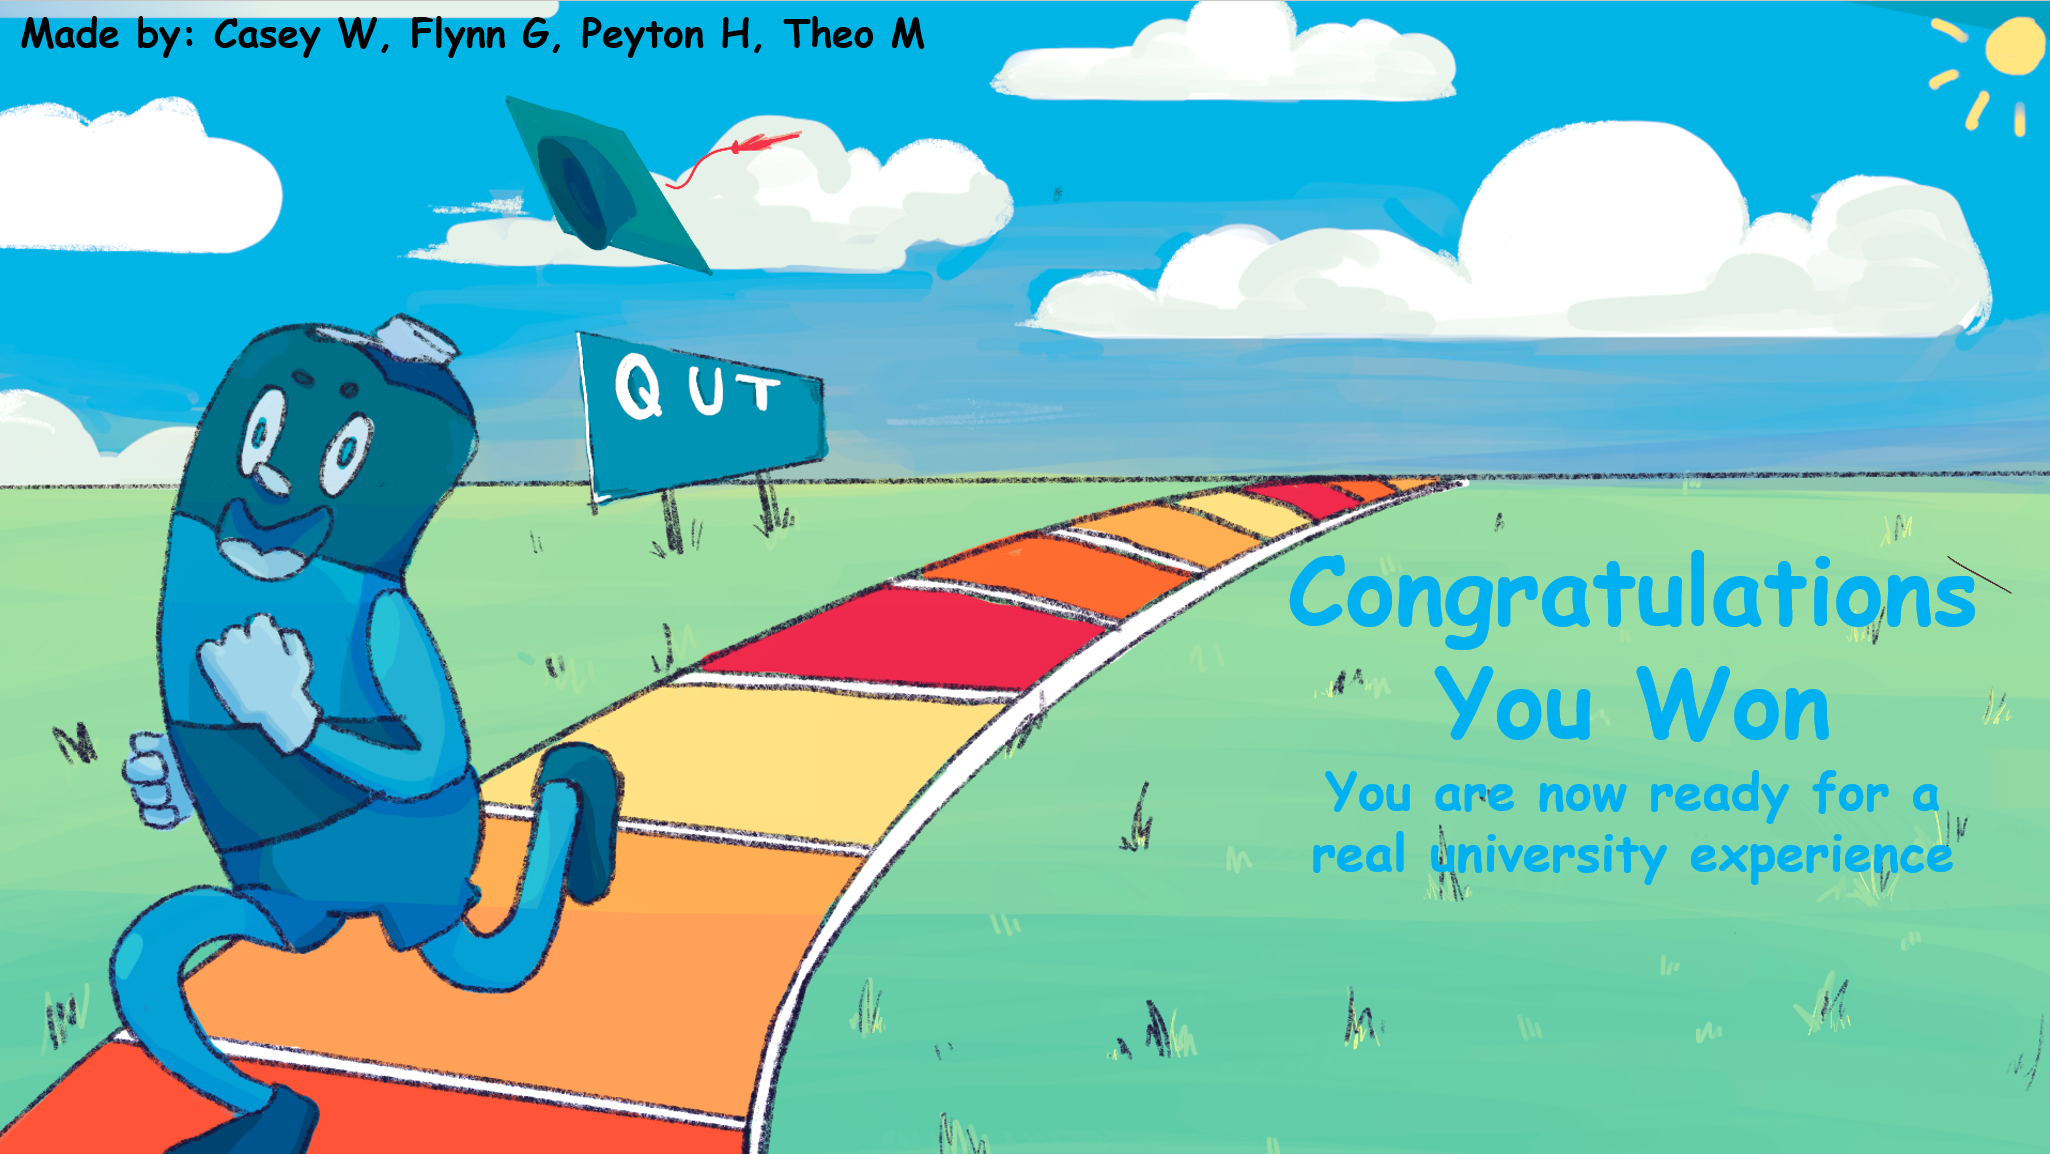 Made by: Casey W, Flynn G, Peyton H, Theo M
QUT
Congratulations
You Won
You are now ready for a
real university experience